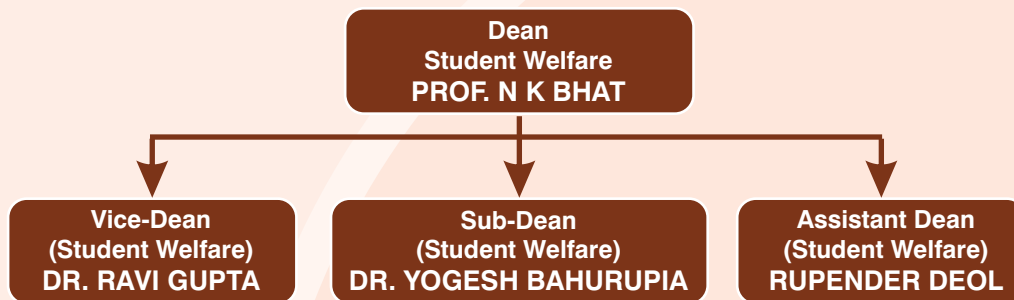 Dean
Student Welfare
PROF. N K BHAT
Vice-Dean
(Student Welfare)
DR. RAVI GUPTA
Sub-Dean
(Student Welfare)
DR. YOGESH BAHURUPIA
Assistant Dean
(Student Welfare)
RUPENDER DEOL